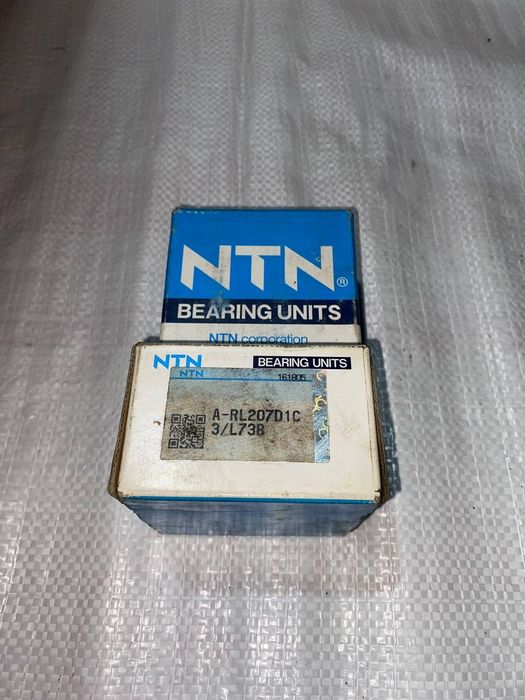 NTN®
BEARING UNITS
NTN corporation
NTN BEARING UNITS
NTN 161805
A-RL207D1C
3/L738